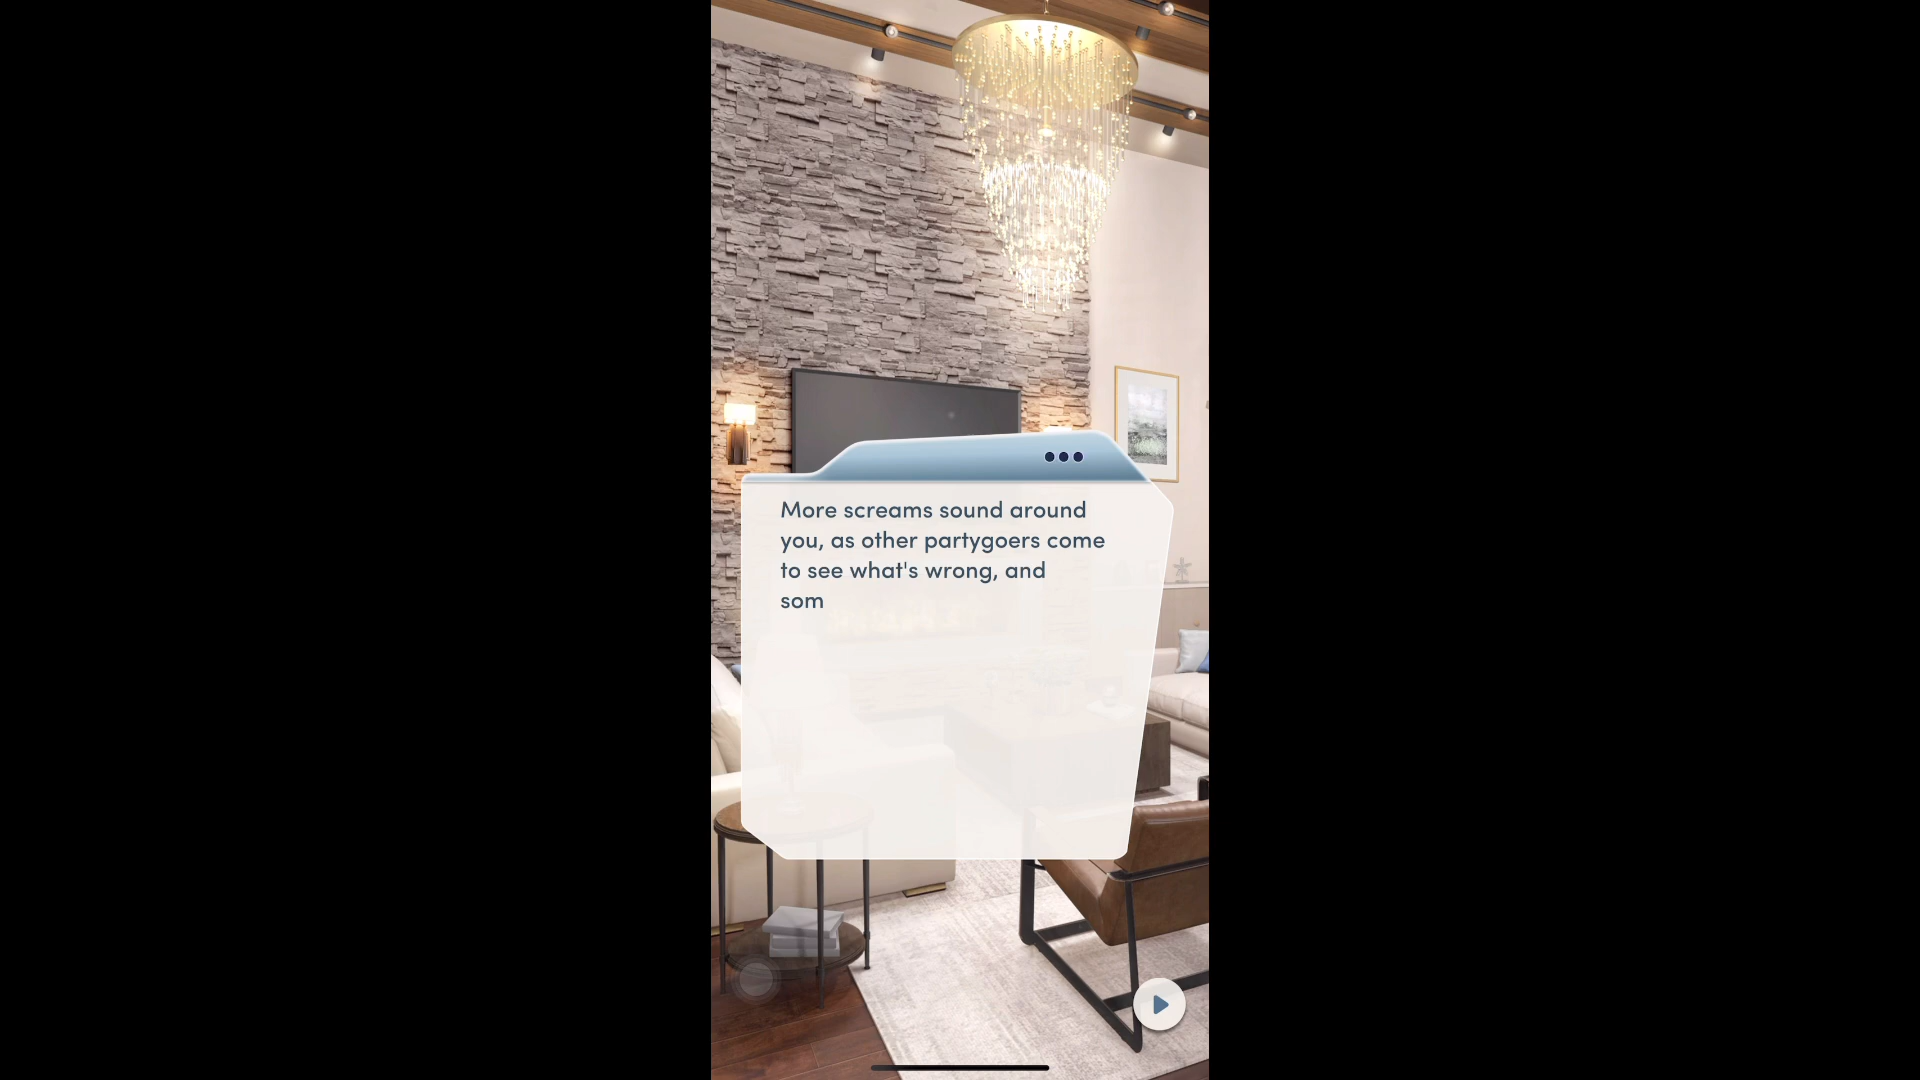 More screams sound around
you, as other partygoers come
to see what's wrong, and
som